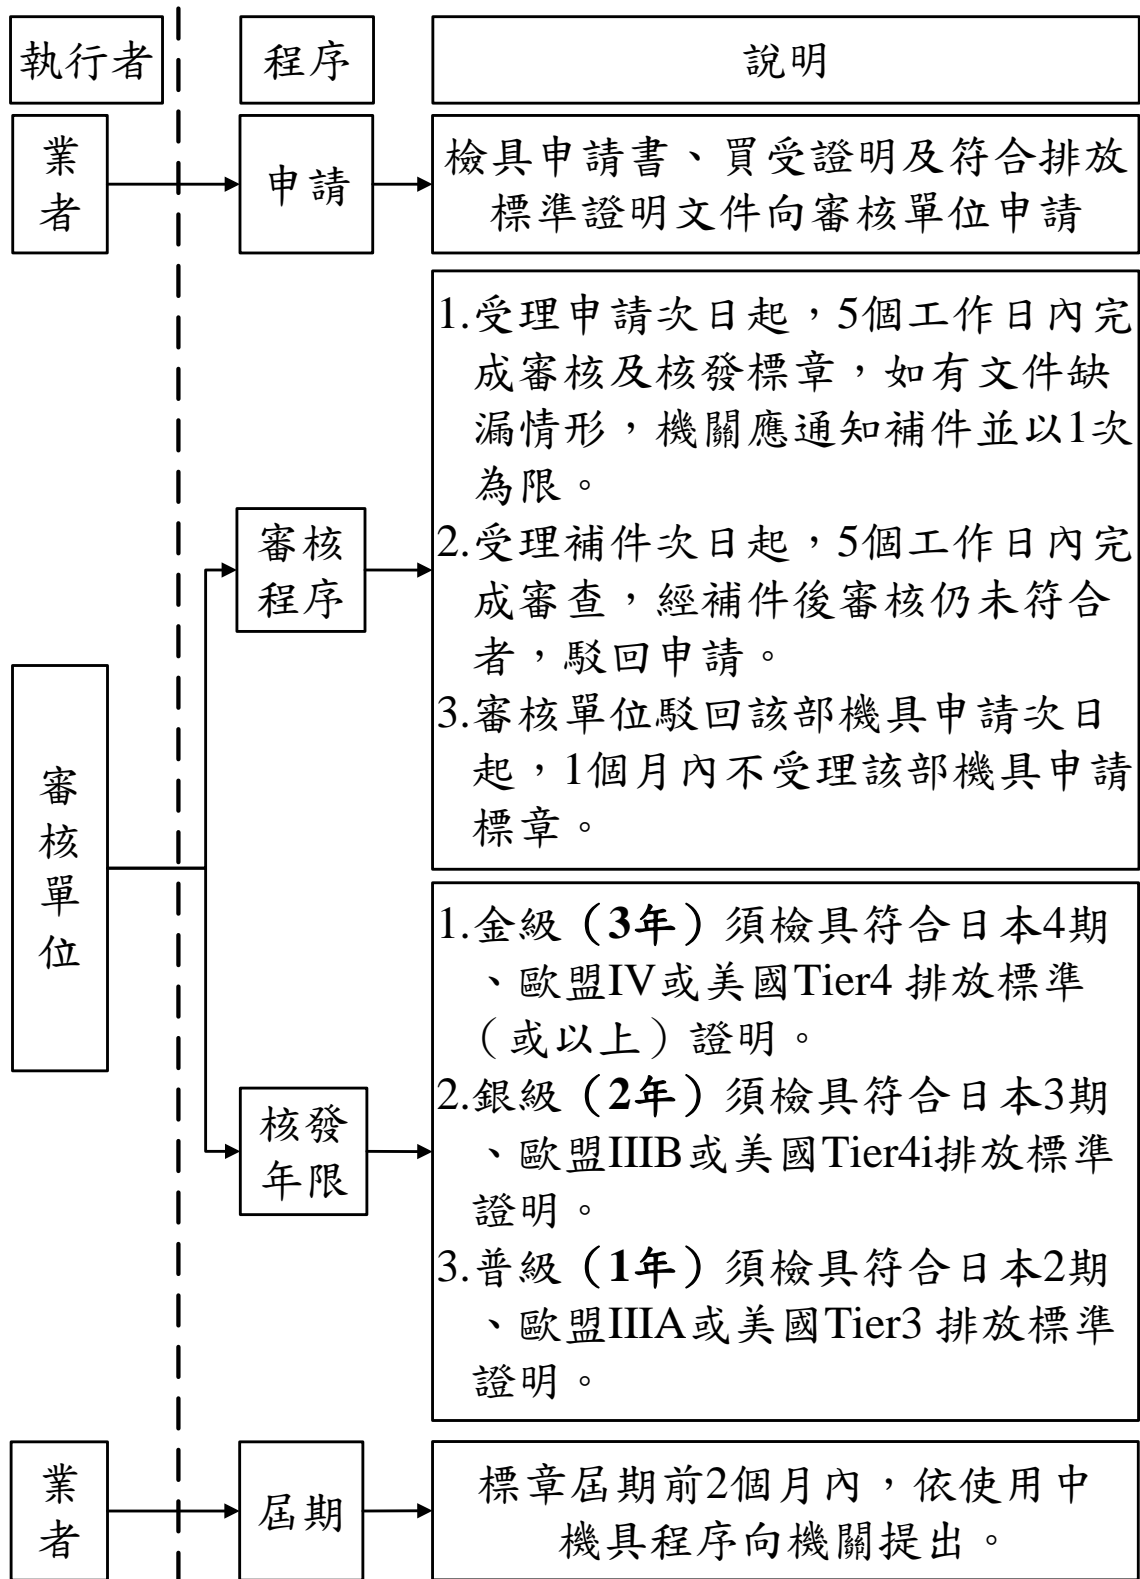 執行者
程序
說明
業
者
申請
檢具申請書、買受證明及符合排放
標準證明文件向審核單位申請
審
核
單
位
審核
程序
1.受理申請次日起，5個工作日內完
成審核及核發標章，如有文件缺
漏情形，機關應通知補件並以1次
為限。
2.受理補件次日起，5個工作日內完
成審查，經補件後審核仍未符合
者，駁回申請。
3.審核單位駁回該部機具申請次日
起，1個月內不受理該部機具申請
標章。
核發
年限
1.金級（3年）須檢具符合日本4期
、歐盟IV或美國Tier4 排放標準
（或以上）證明。
2.銀級（2年）須檢具符合日本3期
、歐盟IIIB或美國Tier4i排放標準
證明。
3.普級（1年）須檢具符合日本2期
、歐盟IIIA或美國Tier3 排放標準
證明。
業
者
屆期
標章屆期前2個月內，依使用中
機具程序向機關提出。